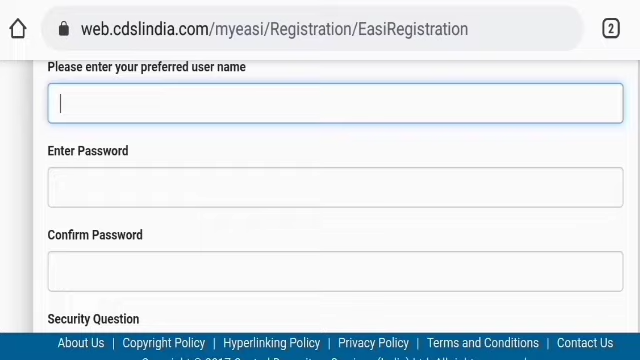 web.cdslindia.com/myeasi/Registration/EasiRegistration
2
Please enter your preferred user name
Enter Password
Confirm Password
Security Question
About Us | Copyright Policy | Hyperlinking Policy | Privacy Policy | Terms and Conditions | Contact Us